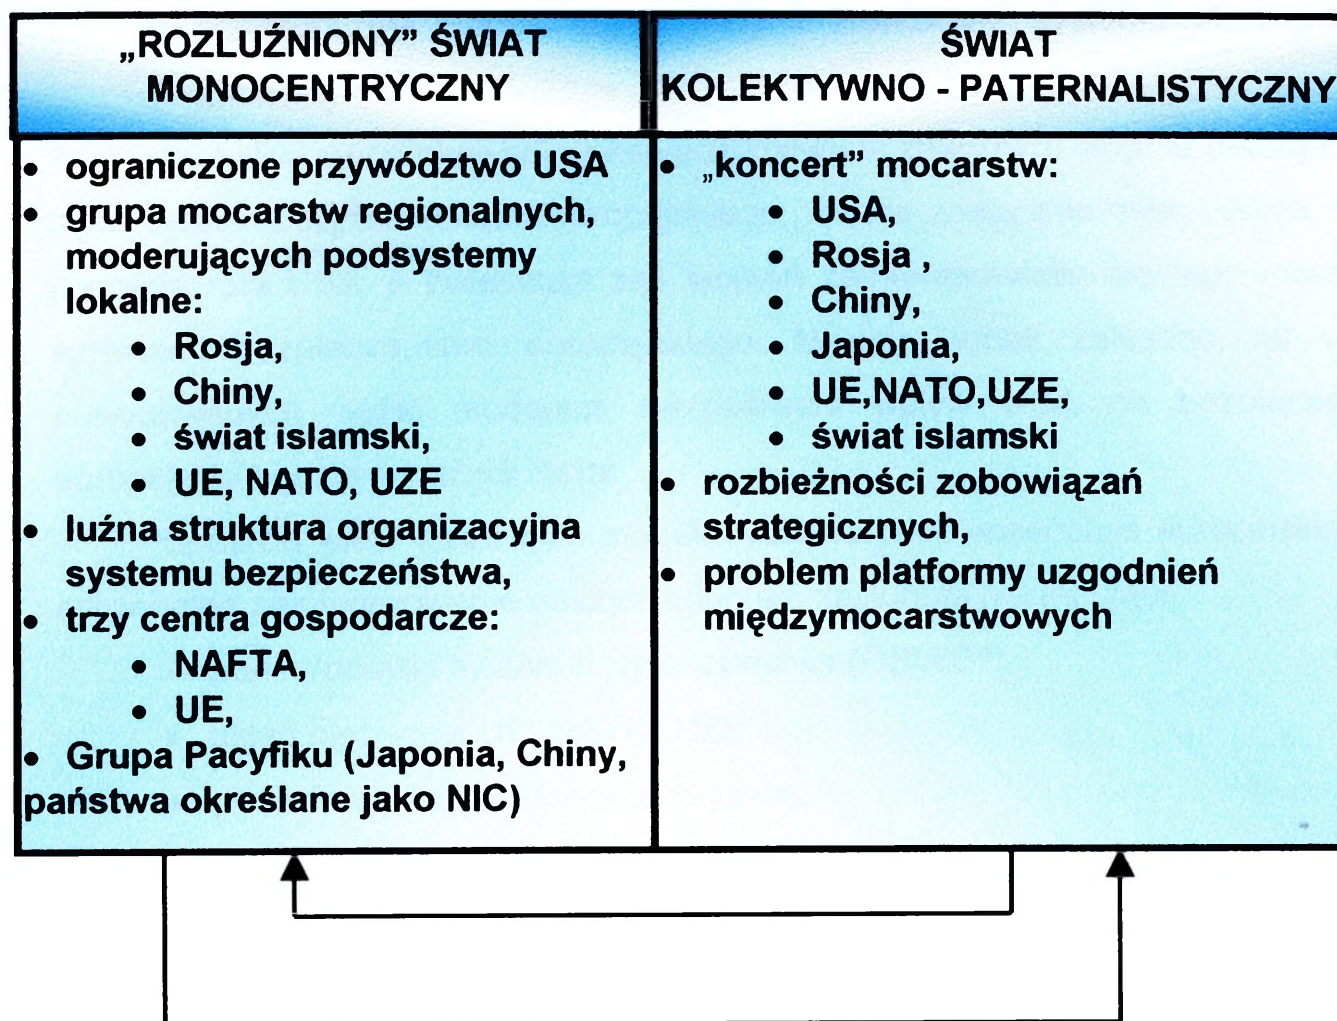 „ROZLUŹNIONY” ŚWIAT
MONOCENTRYCZNY
ŚWIAT
KOLEKTYWNO - PATERNALISTYCZNY
• ograniczone przywództwo USA
• grupa mocarstw regionalnych,
moderujących podsystemy
lokalne:
• Rosja,
• Chiny,
• świat islamski,
• UE, NATO, UZE
• luźna struktura organizacyjna
systemu bezpieczeństwa,
• trzy centra gospodarcze:
• NAFTA,
• UE,
• Grupa Pacyfiku (Japonia, Chiny,
państwa określane jako NIC)
• „koncert” mocarstw:
• USA,
• Rosja ,
• Chiny,
• Japonia,
• UE,NATO,UZE,
• świat islamski
• rozbieżności zobowiązań
strategicznych,
• problem platformy uzgodnień
międzymocarstwowych